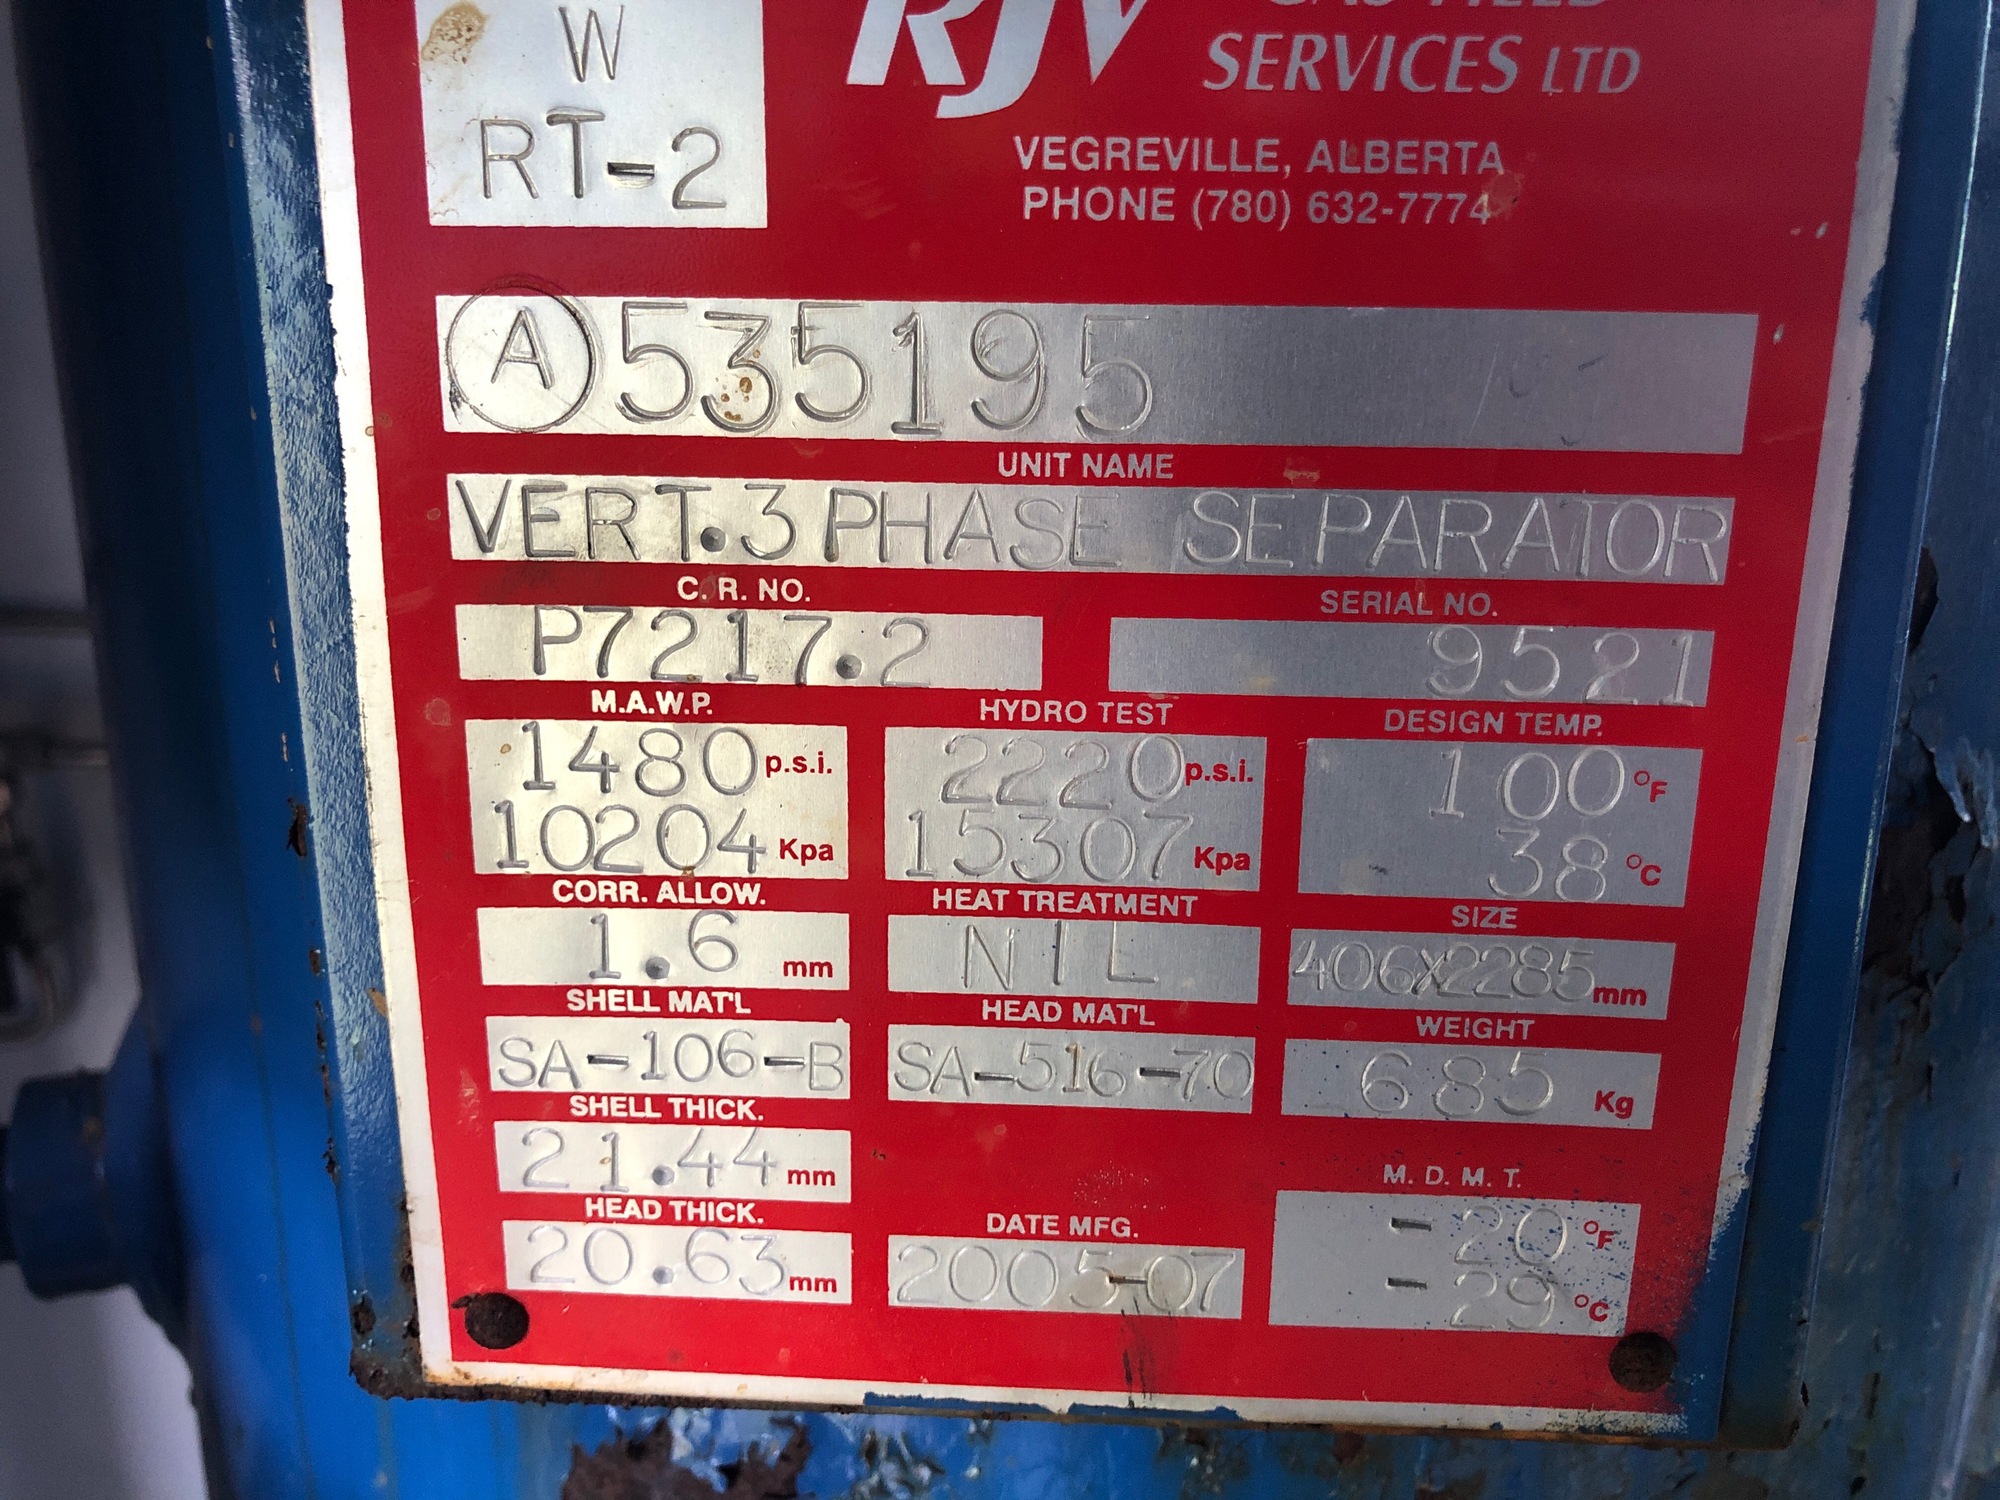 W
RT-2
RJV
SERVICES LTD
VEGREVILLE, ALBERTA
PHONE (780) 632-7774
Ⓐ535195
UNIT NAME
VERT.3PHASE SEPARATOR
C.R. NO. SERIAL NO.
P7217.2 9521
M.A.W.P. HYDRO TEST DESIGN TEMP.
1480 p.s.i. 2220 p.s.i. 100 °F
10204 Kpa 15307 Kpa 38 °C
CORR. ALLOW. HEAT TREATMENT SIZE
1.6 mm NIL 406X2285 mm
SHELL MAT'L HEAD MAT'L WEIGHT
SA-106-B SA-516-70 685 Kg
SHELL THICK.
21.44 mm M.D.M.T.
HEAD THICK. DATE MFG. -20 °F
20.63 mm 2005-07 -29 °C